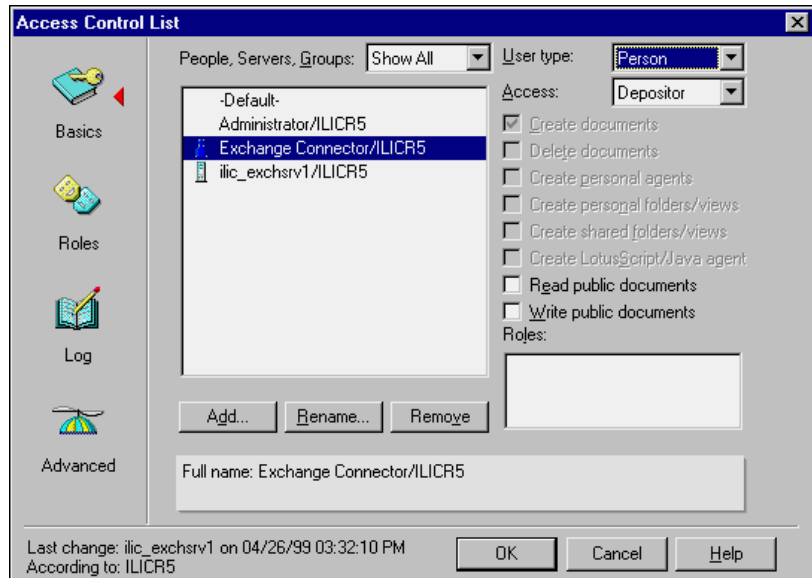 Access Control List
People, Servers, Groups: Show All
User type: Person
Access: Depositor
Basics
Roles
Log
Advanced
-Default-
Administrator/ILICR5
Exchange Connector/ILICR5
ilic_exchsrv1/ILICR5
Create documents
Delete documents
Create personal agents
Create personal folders/views
Create shared folders/views
Create LotusScript/Java agent
Read public documents
Write public documents
Roles:
Add... Rename... Remove
Full name: Exchange Connector/ILICR5
Last change: ilic_exchsrv1 on 04/26/99 03:32:10 PM
According to: ILICR5
OK Cancel Help